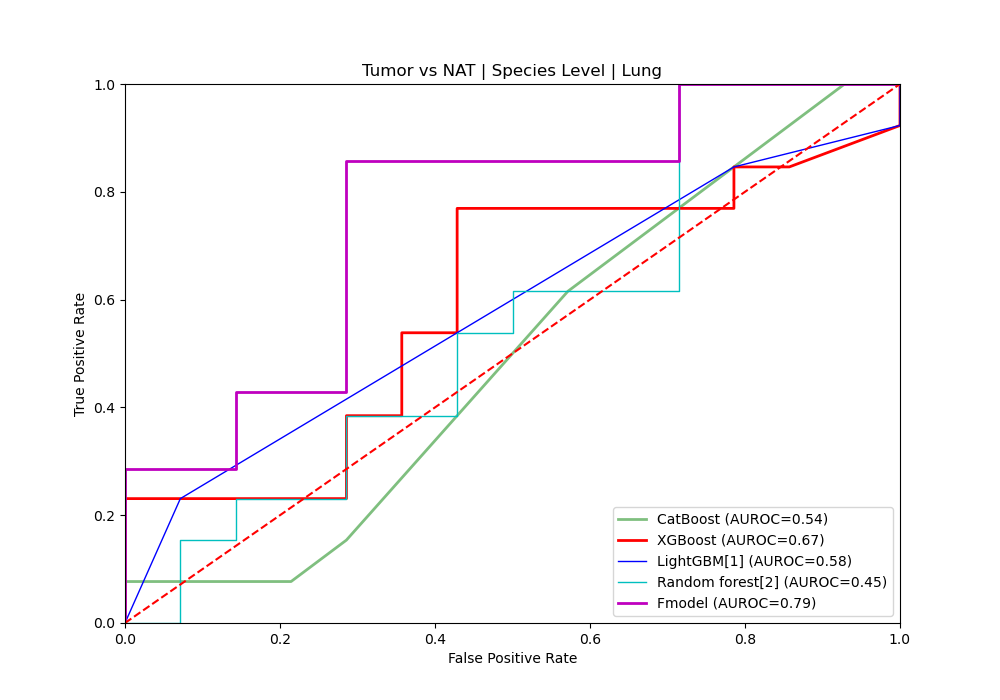 Tumor vs NAT | Species Level | Lung
True Positive Rate
1.0
0.8
0.6
0.4
0.2
0.0
0.0 0.2 0.4 0.6 0.8 1.0
False Positive Rate
CatBoost (AUROC=0.54)
XGBoost (AUROC=0.67)
LightGBM[1] (AUROC=0.58)
Random forest[2] (AUROC=0.45)
Fmodel (AUROC=0.79)